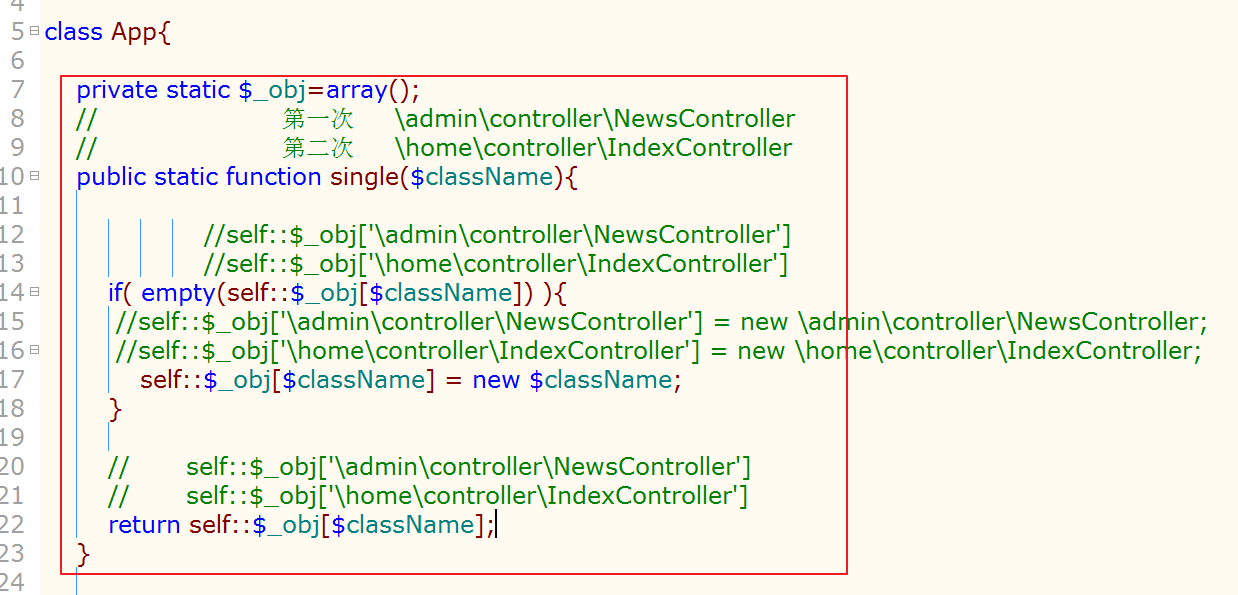 4
5 class App{
6
7 private static $_obj=array();
8 // 第一次 \admin\controller\NewsController
9 // 第二次 \home\controller\IndexController
10 public static function single($className){
11
12 //self::$_obj['\admin\controller\NewsController']
13 //self::$_obj['\home\controller\IndexController']
14 if( empty(self::$_obj[$className]) ){
15 //self::$_obj['\admin\controller\NewsController'] = new \admin\controller\NewsController;
16 //self::$_obj['\home\controller\IndexController'] = new \home\controller\IndexController;
17 self::$_obj[$className] = new $className;
18 }
19
20 // self::$_obj['\admin\controller\NewsController']
21 // self::$_obj['\home\controller\IndexController']
22 return self::$_obj[$className];
23 }
24